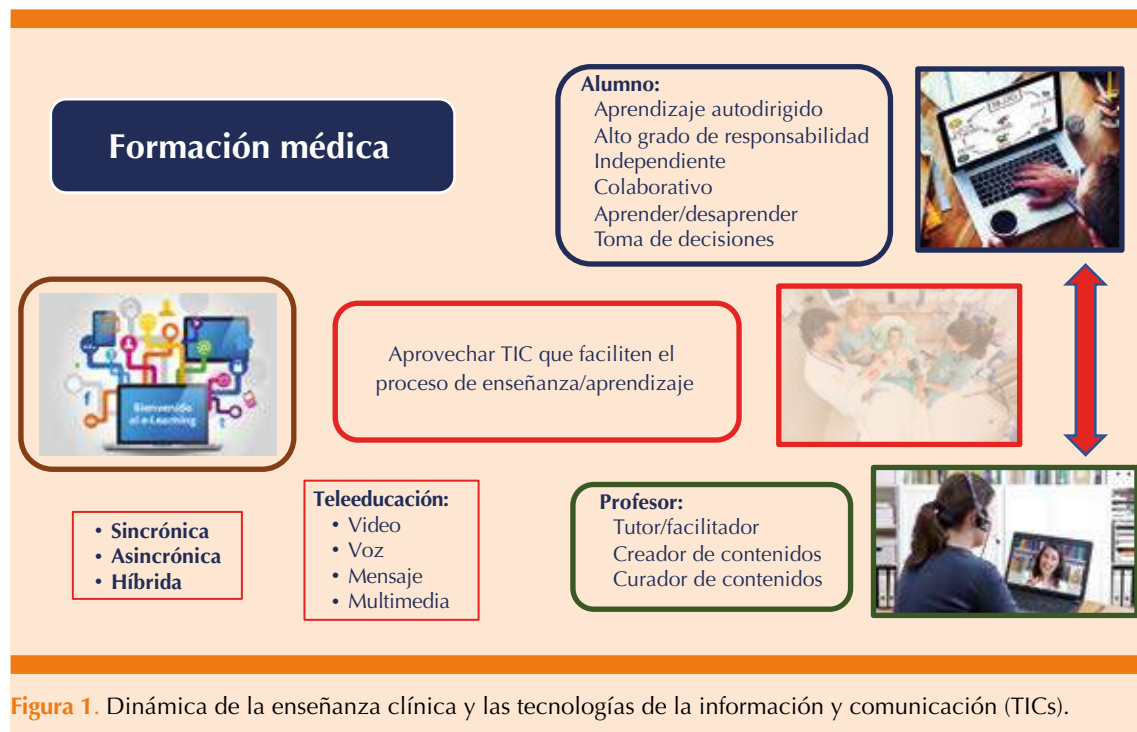 Formación médica
Alumno:
Aprendizaje autodirigido
Alto grado de responsabilidad
Independiente
Colaborativo
Aprender/desaprender
Toma de decisiones
Bienvenido
al e-Learning
Aprovechar TIC que faciliten el
proceso de enseñanza/aprendizaje
• Sincrónica
• Asincrónica
• Híbrida
Teleeducación:
• Video
• Voz
• Mensaje
• Multimedia
Profesor:
Tutor/facilitador
Creador de contenidos
Curador de contenidos
Figura 1. Dinámica de la enseñanza clínica y las tecnologías de la información y comunicación (TICs).